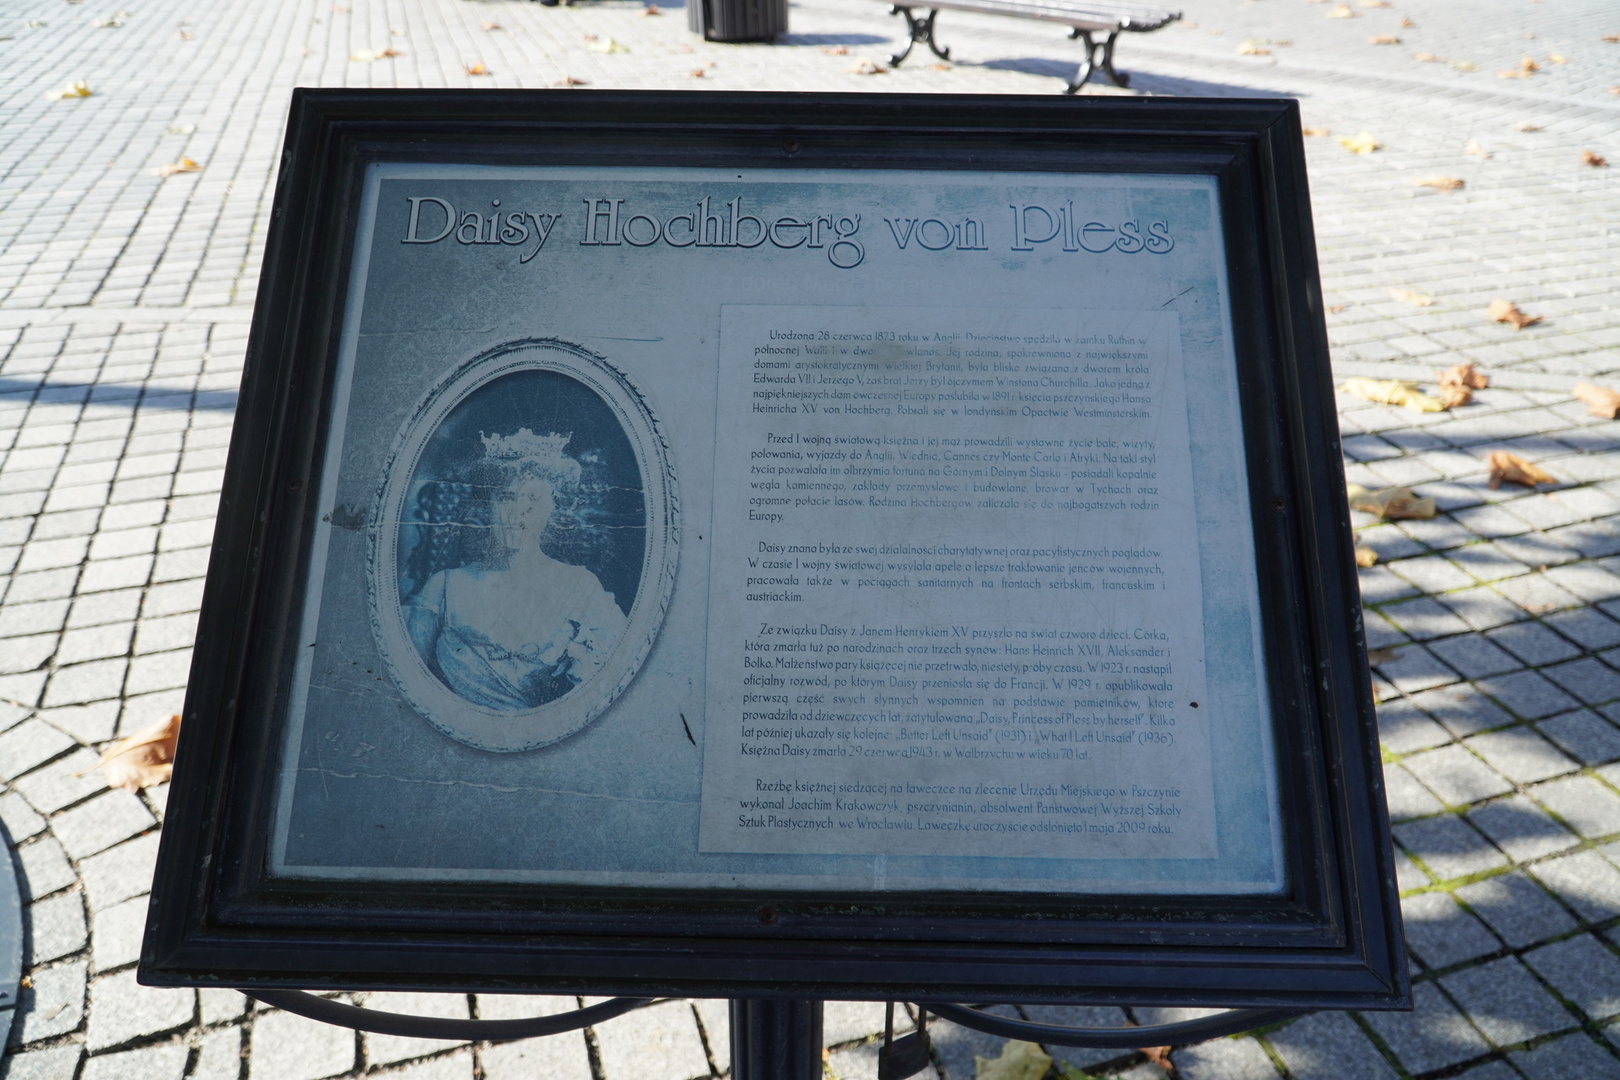 Daisy Hochberg von Pless
Urodzona 28 czerwca 1873 roku w Anglii. Dzieciństwo spędziła w zamku Ruthin w
północnej Walii i w Jej rodzina, spokrewniona z największymi
domami arystokratycznymi wielkiej Brytanii, była blisko związana z dworem króla
Edwarda VII i Jerzego V, zaś brat Jerzy był ojczymem Winstona Churchilla. Jako jedna z
najpiękniejszych dam ówczesnej Europy poślubiła w 1891 r. księcia pszczyńskiego Hansa
Heinricha XV von Hochberg. Pobrali się w londyńskim Opactwie Westminsterskim.
Przed I wojną światową księżna i jej mąż prowadzili wystawne życie bale, wizyty,
polowania, wyjazdy do Anglii, Wiednia, Cannes czy Monte Carlo i Afryki. Na taki styl
życia pozwalała im olbrzymia fortuna na Górnym i Dolnym Śląsku - posiadali kopalnie
węgla kamiennego, zakłady przemysłowe i budowlane, browar w Tychach oraz
ogromne połacie lasów. Rodzina Hochbergów zaliczała się do najbogatszych rodzin
Europy.
Daisy znana była ze swej działalności charytatywnej oraz pacyfistycznych poglądów.
W czasie I wojny światowej wysyłała apele o lepsze traktowanie jeńców wojennych,
pracowała także w pociągach sanitarnych na frontach serbskim, francuskim i
austriackim.
Ze związku Daisy z Janem Henrykiem XV przyszło na świat czworo dzieci. Córka,
która zmarła tuż po narodzinach oraz trzech synów: Hans Heinrich XVII, Aleksander i
Bolko. Małżeństwo pary książęcej nie przetrwało, niestety, próby czasu. W 1923 r. nastąpił
oficjalny rozwód, po którym Daisy przeniosła się do Francji. W 1929 r. opublikowała
pierwszą część swych słynnych wspomnień na podstawie pamiętników, które
prowadziła od dziewczęcych lat, zatytułowaną „Daisy, Princess of Pless by herself". Kilka
lat później ukazały się kolejne: „Better Left Unsaid" (1931) i „What I Left Unsaid" (1936).
Księżna Daisy zmarła 29 czerwca 1943 r. w Wałbrzychu w wieku 70 lat.
Rzeźbę księżnej siedzącej na ławeczce na zlecenie Urzędu Miejskiego w Pszczynie
wykonał Joachim Krakowczyk, pszczynianin, absolwent Państwowej Wyższej Szkoły
Sztuk Plastycznych we Wrocławiu. Ławeczkę uroczyście odsłonięto 1 maja 2009 roku.